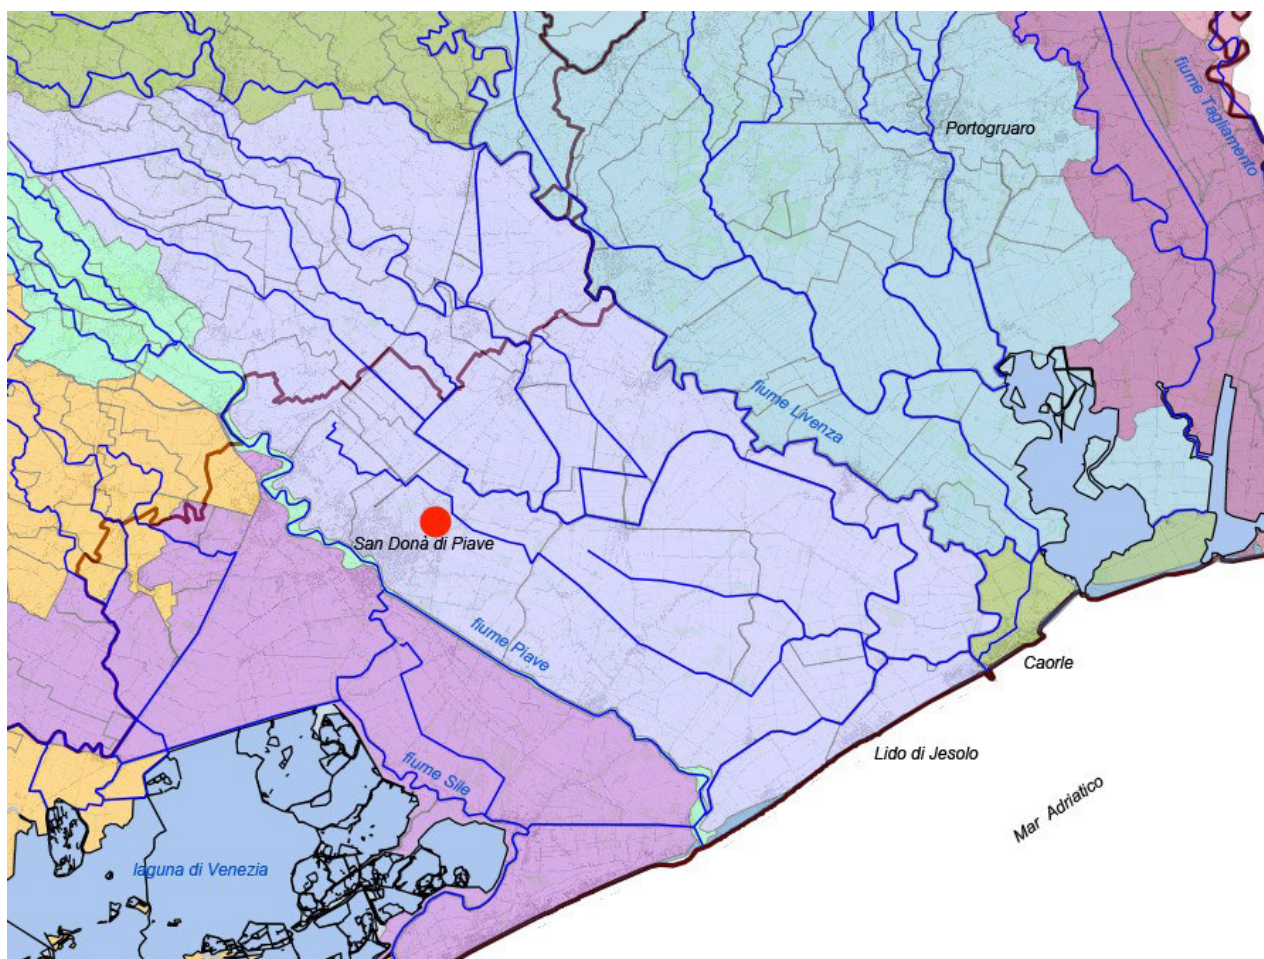 Portogruaro
fiume Tagliamento
fiume Livenza
San Donà di Piave
fiume Piave
Caorle
Lido di Jesolo
fiume Sile
Mar Adriatico
laguna di Venezia